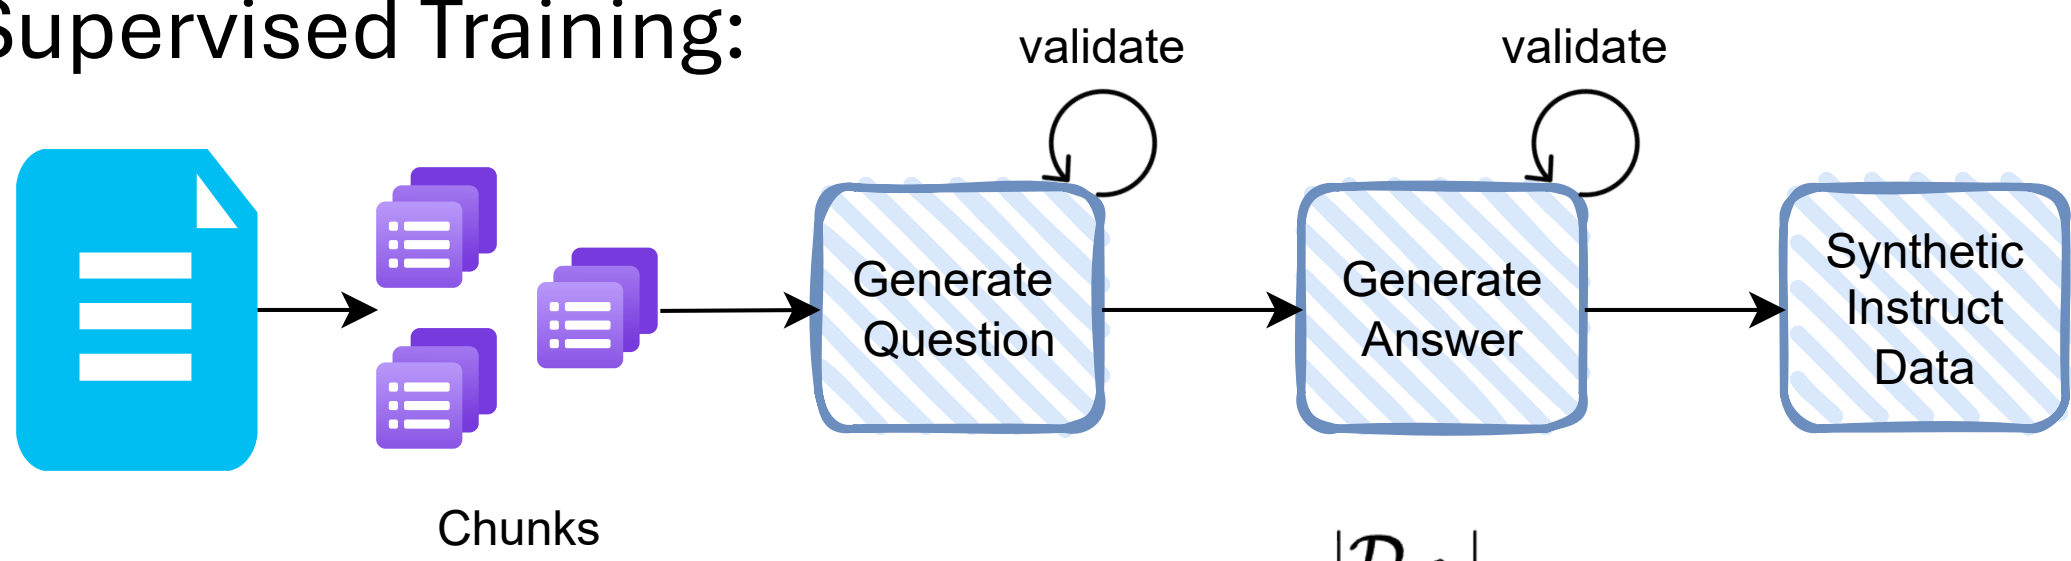 Supervised Training:
validate
validate
Generate
Question
Generate
Answer
Synthetic
Instruct
Data
Chunks